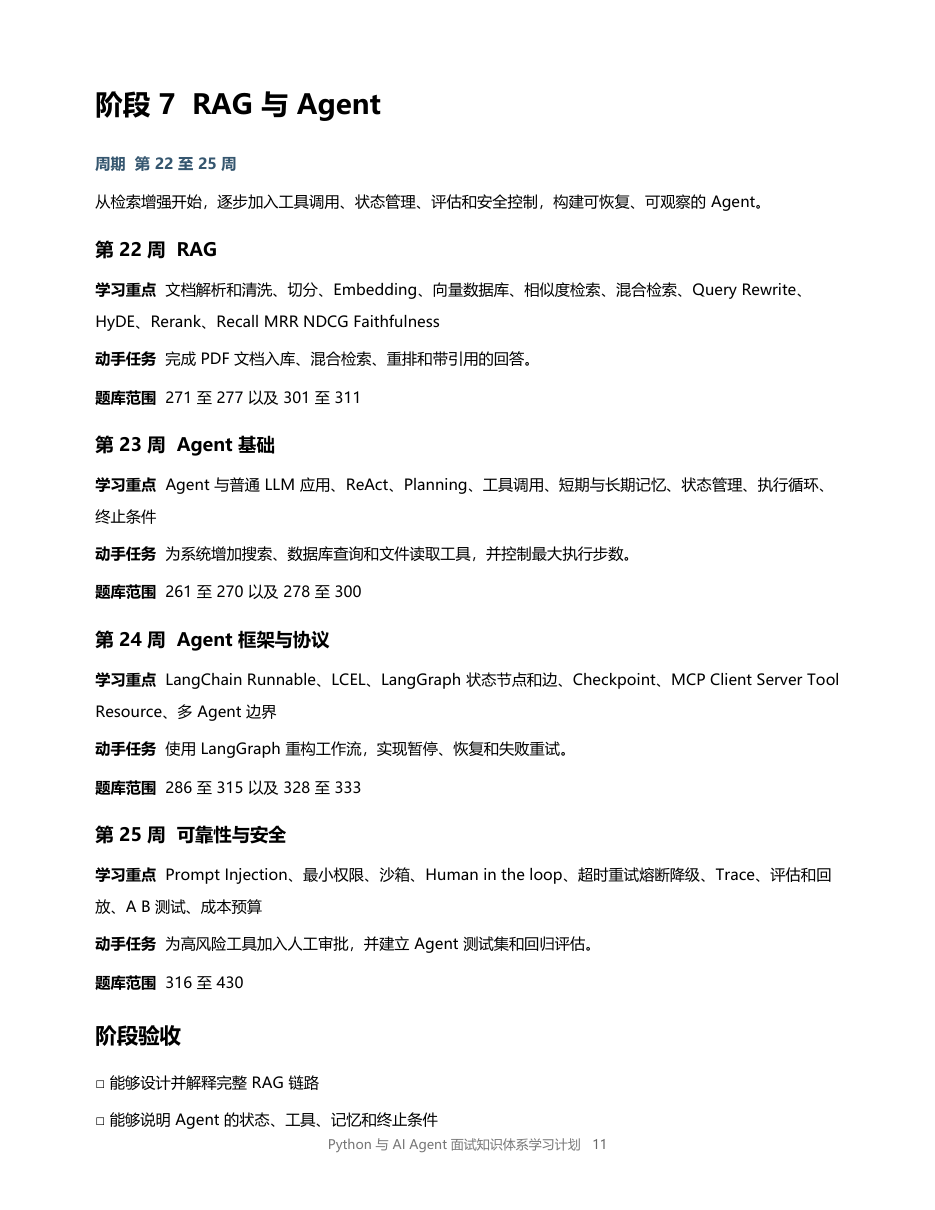 阶段 7 RAG 与 Agent
周期 第 22 至 25 周
从检索增强开始，逐步加入工具调用、状态管理、评估和安全控制，构建可恢复、可观察的 Agent。
第 22 周 RAG
学习重点 文档解析和清洗、切分、Embedding、向量数据库、相似度检索、混合检索、Query Rewrite、
HyDE、Rerank、Recall MRR NDCG Faithfulness
动手任务 完成 PDF 文档入库、混合检索、重排和带引用的回答。
题库范围 271 至 277 以及 301 至 311
第 23 周 Agent 基础
学习重点 Agent 与普通 LLM 应用、ReAct、Planning、工具调用、短期与长期记忆、状态管理、执行循环、
终止条件
动手任务 为系统增加搜索、数据库查询和文件读取工具，并控制最大执行步数。
题库范围 261 至 270 以及 278 至 300
第 24 周 Agent 框架与协议
学习重点 LangChain Runnable、LCEL、LangGraph 状态节点和边、Checkpoint、MCP Client Server Tool
Resource、多 Agent 边界
动手任务 使用 LangGraph 重构工作流，实现暂停、恢复和失败重试。
题库范围 286 至 315 以及 328 至 333
第 25 周 可靠性与安全
学习重点 Prompt Injection、最小权限、沙箱、Human in the loop、超时重试熔断降级、Trace、评估和回
放、A B 测试、成本预算
动手任务 为高风险工具加入人工审批，并建立 Agent 测试集和回归评估。
题库范围 316 至 430
阶段验收
□ 能够设计并解释完整 RAG 链路
□ 能够说明 Agent 的状态、工具、记忆和终止条件
Python 与 AI Agent 面试知识体系学习计划 11